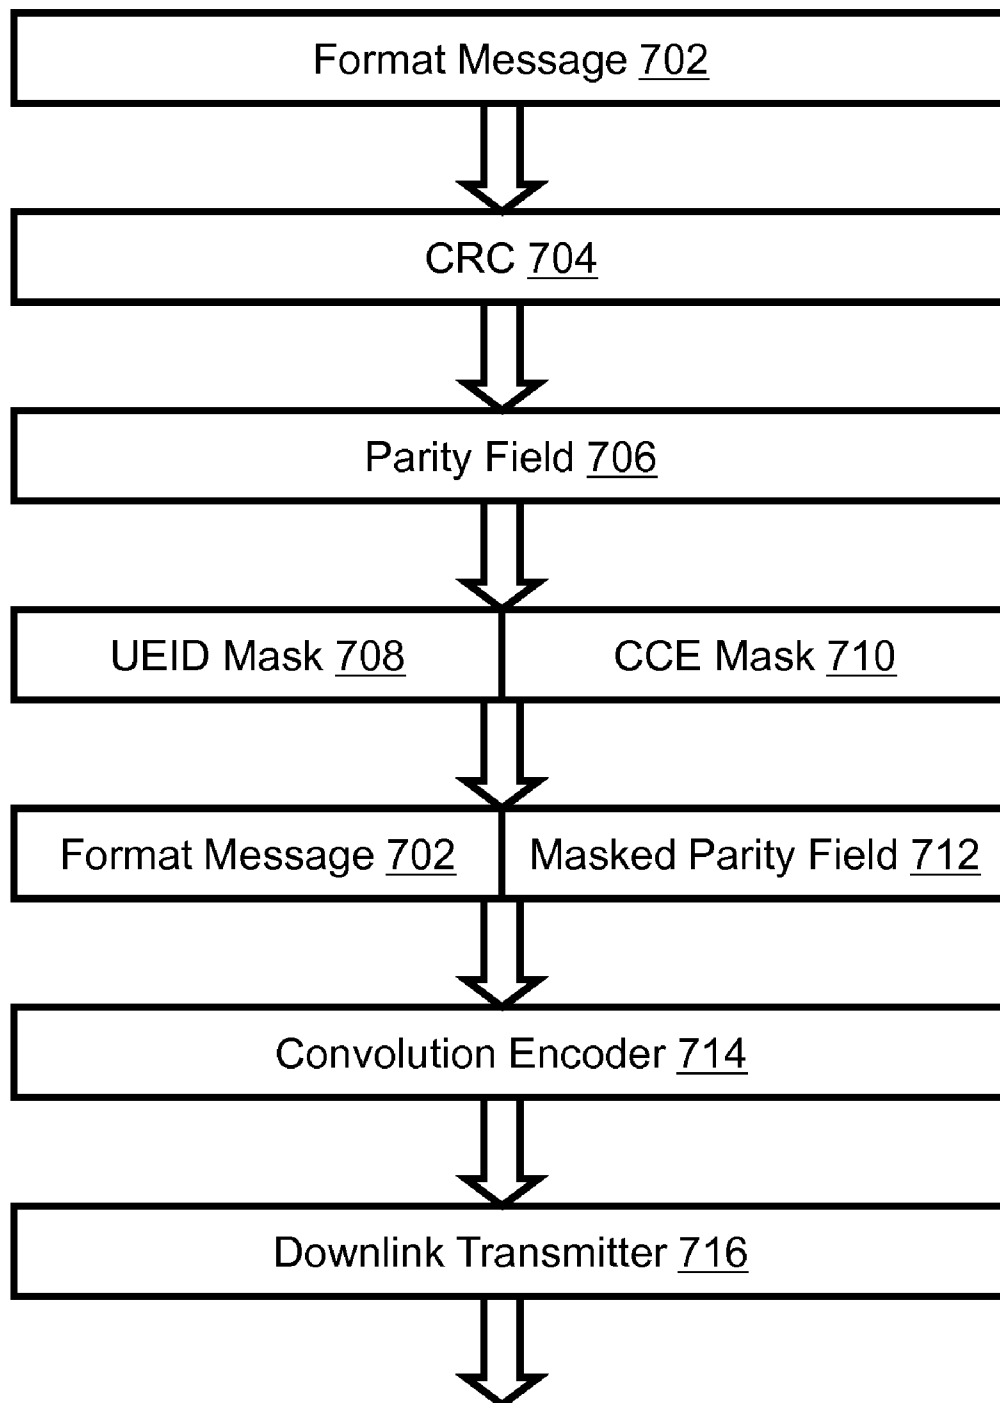 Format Message 702
CRC 704
Parity Field 706
UEID Mask 708
CCE Mask 710
Format Message 702
Masked Parity Field 712
Convolution Encoder 714
Downlink Transmitter 716